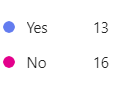 Yes 13
No 16